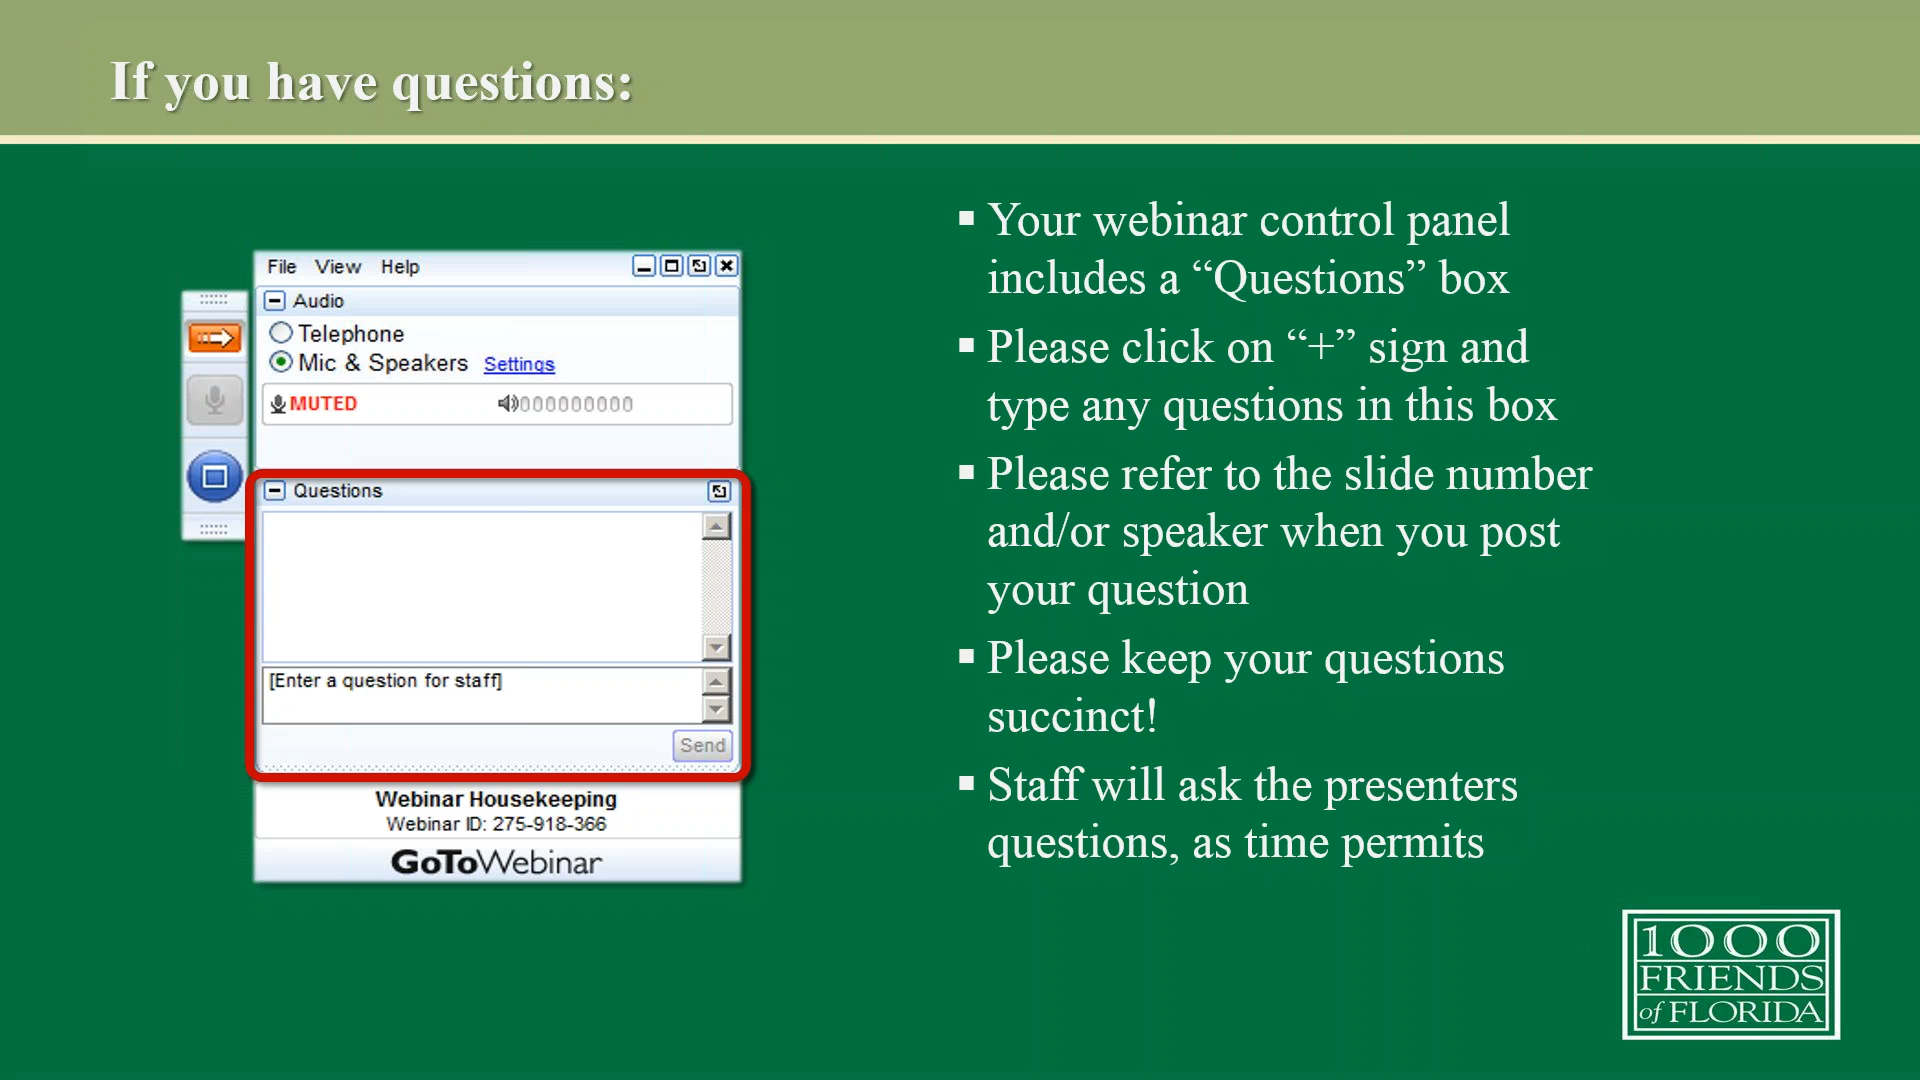 If you have questions:
File View Help
Audio
Telephone
Mic & Speakers Settings
MUTED
Questions
[Enter a question for staff]
Send
Webinar Housekeeping
Webinar ID: 275-918-366
GoToWebinar
▪ Your webinar control panel
includes a “Questions” box
▪ Please click on “+” sign and
type any questions in this box
▪ Please refer to the slide number
and/or speaker when you post
your question
▪ Please keep your questions
succinct!
▪ Staff will ask the presenters
questions, as time permits
1000
FRIENDS
of FLORIDA